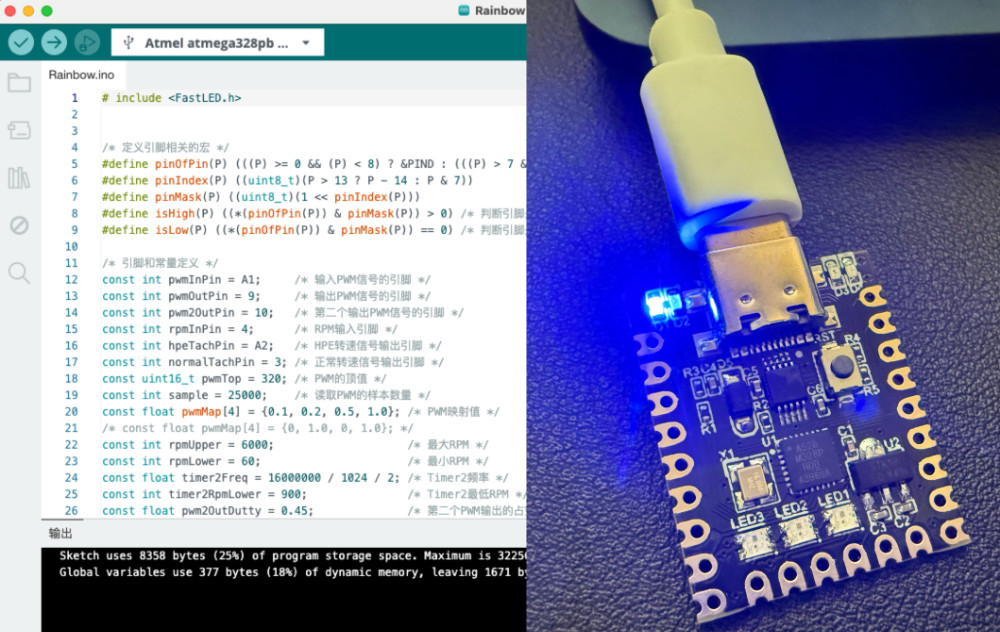 Rainbow
Atmel atmega328pb ...
Rainbow.ino
1 # include <FastLED.h>
2
3
4 /* 定义引脚相关的宏 */
5 #define pinOfPin(P) (((P) >= 0 && (P) < 8) ? &PIND : (((P) > 7 &
6 #define pinIndex(P) ((uint8_t)(P > 13 ? P - 14 : P & 7))
7 #define pinMask(P) ((uint8_t)(1 << pinIndex(P)))
8 #define isHigh(P) ((*(pinOfPin(P)) & pinMask(P)) > 0) /* 判断引脚
9 #define isLow(P) ((*(pinOfPin(P)) & pinMask(P)) == 0) /* 判断引脚
10
11 /* 引脚和常量定义 */
12 const int pwmInPin = A1; /* 输入PWM信号的引脚 */
13 const int pwmOutPin = 9; /* 输出PWM信号的引脚 */
14 const int pwm2OutPin = 10; /* 第二个输出PWM信号的引脚 */
15 const int rpmInPin = 4; /* RPM输入引脚 */
16 const int hpeTachPin = A2; /* HPE转速信号输出引脚 */
17 const int normalTachPin = 3; /* 正常转速信号输出引脚 */
18 const uint16_t pwmTop = 320; /* PWM的顶值 */
19 const int sample = 25000; /* 读取PWM的样本数量 */
20 const float pwmMap[4] = {0.1, 0.2, 0.5, 1.0}; /* PWM映射值 */
21 /* const float pwmMap[4] = {0, 1.0, 0, 1.0}; */
22 const int rpmUpper = 6000; /* 最大RPM */
23 const int rpmLower = 60; /* 最小RPM */
24 const float timer2Freq = 16000000 / 1024 / 2; /* Timer2频率 */
25 const int timer2RpmLower = 900; /* Timer2最低RPM */
26 const float pwm2OutDutty = 0.45; /* 第二个PWM输出的占
输出
Sketch uses 8358 bytes (25%) of program storage space. Maximum is 3225
Global variables use 377 bytes (18%) of dynamic memory, leaving 1671 by
RST
R4
R3
C4
C5
R2
R1
C6
R5
U1
C1
U2
Y1
LED3
LED2
LED1
C3
C2